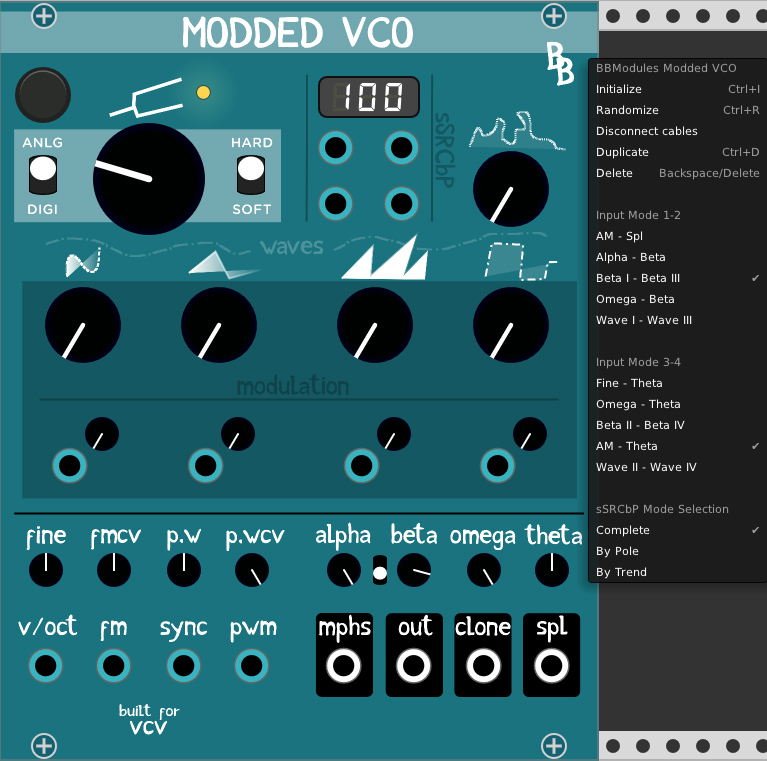 MODDED VCO
BB
100
sSRCbP
ANLG
HARD
DIGI
SOFT
waves
modulation
fine fmcv p.w p.wcv alpha beta omega theta
v/oct fm sync pwm mphs out clone spl
built for
VCV
BBModules Modded VCO
Initialize Ctrl+I
Randomize Ctrl+R
Disconnect cables
Duplicate Ctrl+D
Delete Backspace/Delete
Input Mode 1-2
AM - Spl
Alpha - Beta
Beta I - Beta III ✔
Omega - Beta
Wave I - Wave III
Input Mode 3-4
Fine - Theta
Omega - Theta
Beta II - Beta IV
AM - Theta ✔
Wave II - Wave IV
sSRCbP Mode Selection
Complete ✔
By Pole
By Trend